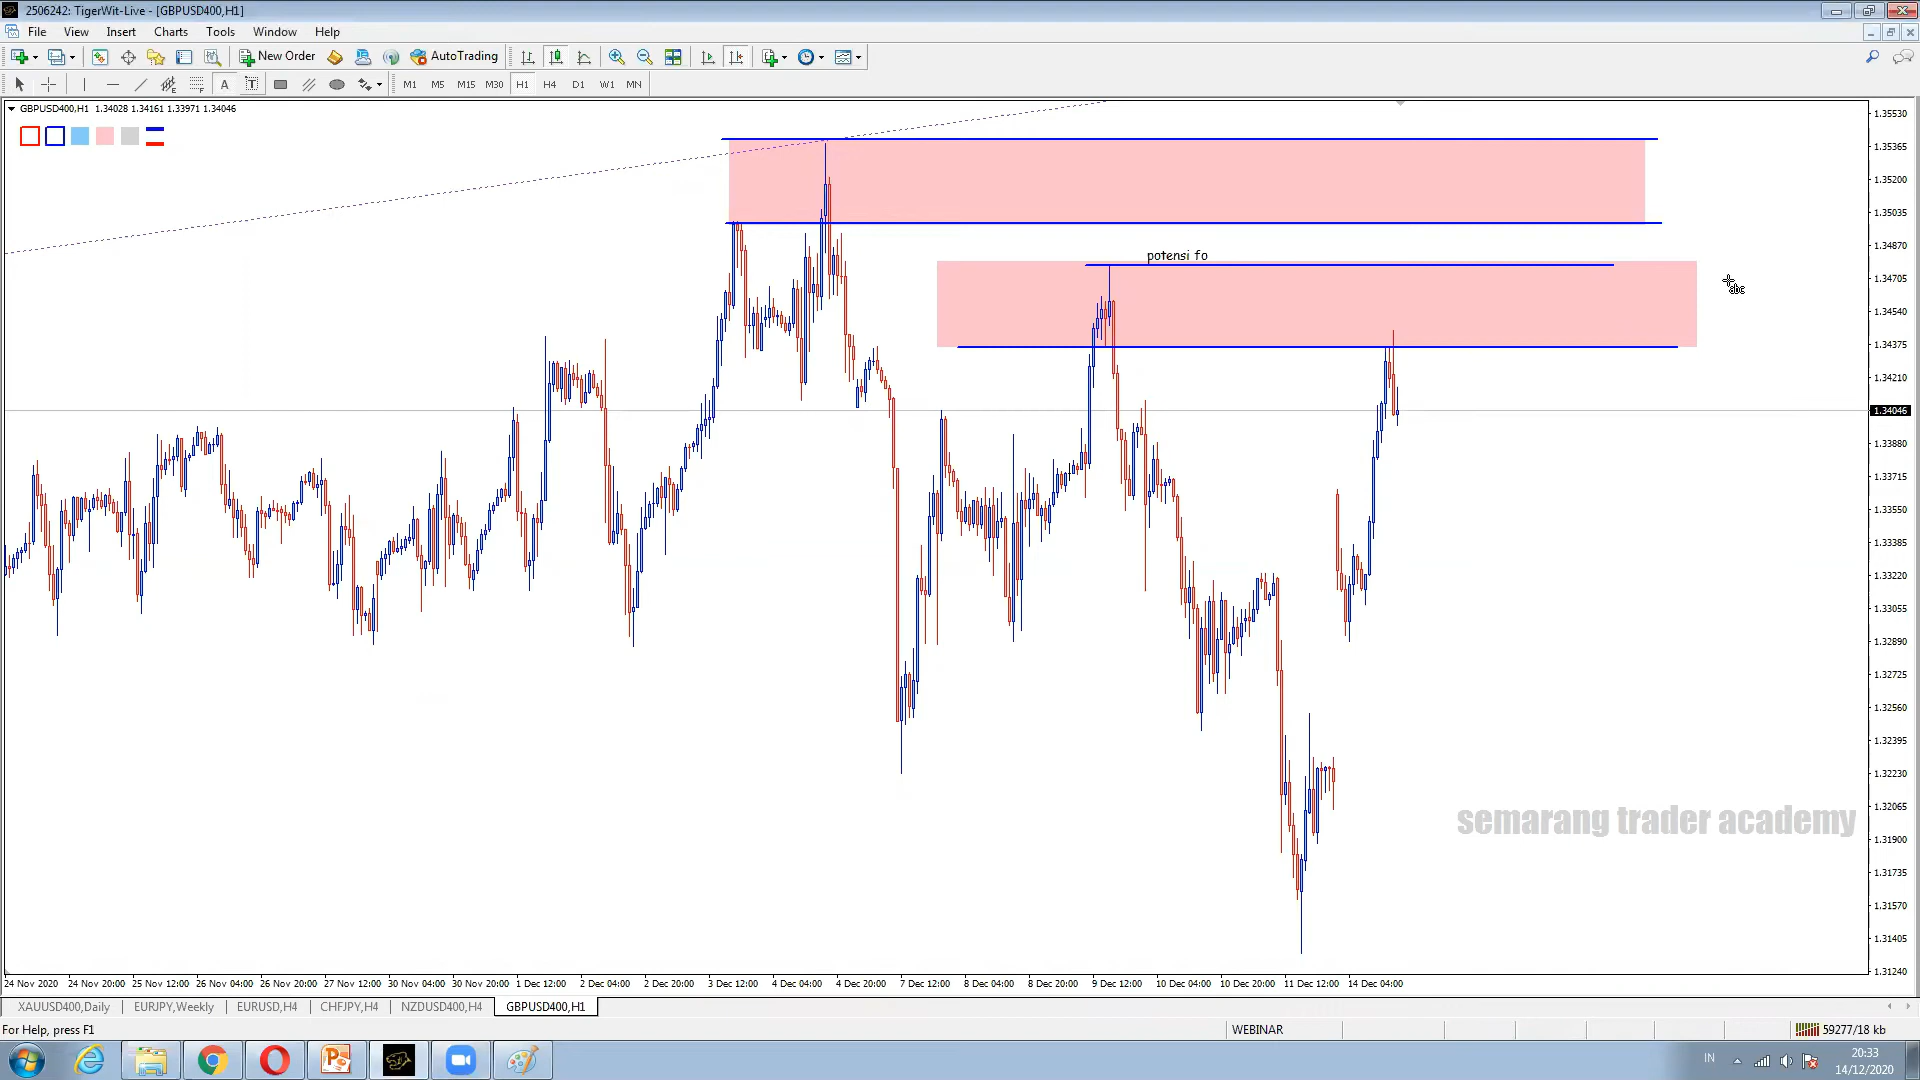 2506242: TigerWit-Live - [GBPUSD400,H1]
File View Insert Charts Tools Window Help
New Order AutoTrading
A T M1 M5 M15 M30 H1 H4 D1 W1 MN
GBPUSD400,H1 1.34028 1.34161 1.33971 1.34046
1.35530
1.35365
1.35200
1.35035
potensi fo
1.34870
1.34705
abc
1.34540
1.34375
1.34210
1.34046
1.33880
1.33715
1.33550
1.33385
1.33220
1.33055
1.32890
1.32725
1.32560
1.32395
1.32230
1.32065
semarang trader academy
1.31900
1.31735
1.31570
1.31405
1.31240
24 Nov 2020 24 Nov 20:00 25 Nov 12:00 26 Nov 04:00 26 Nov 20:00 27 Nov 12:00 30 Nov 04:00 30 Nov 20:00 1 Dec 12:00 2 Dec 04:00 2 Dec 20:00 3 Dec 12:00 4 Dec 04:00 4 Dec 20:00 7 Dec 12:00 8 Dec 04:00 8 Dec 20:00 9 Dec 12:00 10 Dec 04:00 10 Dec 20:00 11 Dec 12:00 14 Dec 04:00
XAUUSD400,Daily EURJPY,Weekly EURUSD,H4 CHFJPY,H4 NZDUSD400,H4 GBPUSD400,H1
For Help, press F1 WEBINAR 59277/18 kb
IN 20:33
14/12/2020